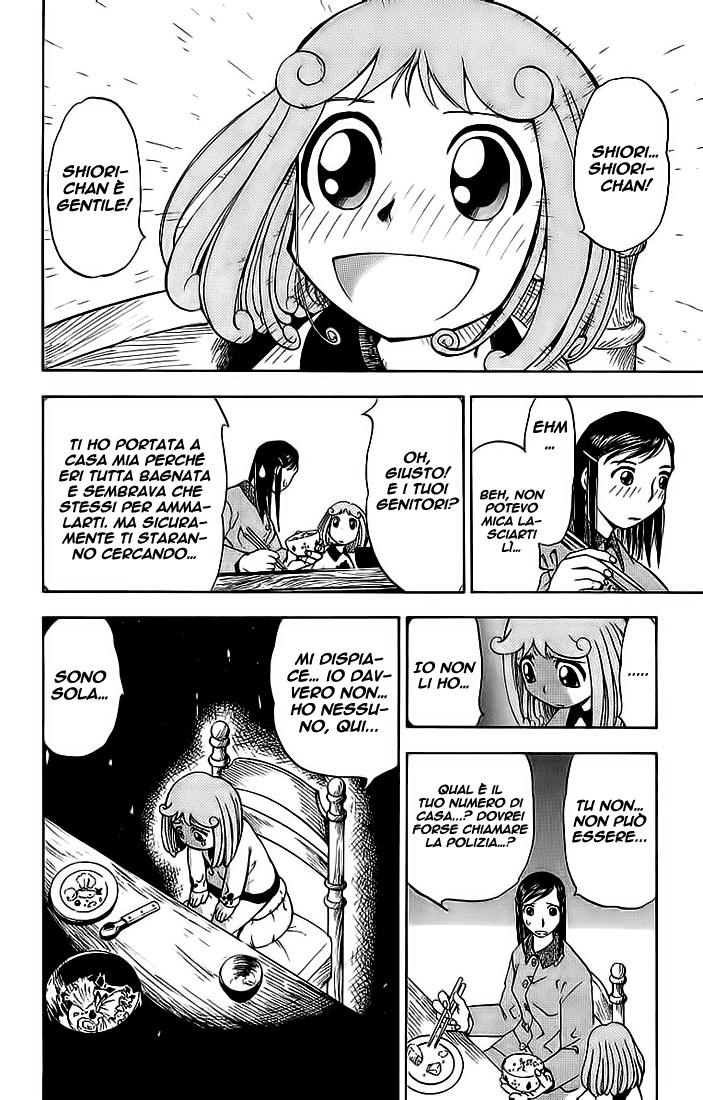 SHIORI...
SHIORI-
CHAN!
SHIORI-
CHAN È
GENTILE!
EHM
...
BEH, NON
POTEVO
MICA LA-
SCIARTI
LÌ...
OH,
GIUSTO!
E I TUOI
GENITORI?
TI HO PORTATA A
CASA MIA PERCHÉ
ERI TUTTA BAGNATA
E SEMBRAVA CHE
STESSI PER AMMA-
LARTI. MA SICURA-
MENTE TI STARAN-
NO CERCANDO...
.....
IO NON
LI HO...
TU NON...
NON PUÒ
ESSERE...
QUAL È IL
TUO NUMERO DI
CASA...? DOVREI
FORSE CHIAMARE
LA POLIZIA...?
MI DISPIA-
CE... IO DAV-
VERO NON...
HO NESSU-
NO, QUI...
SONO
SOLA...